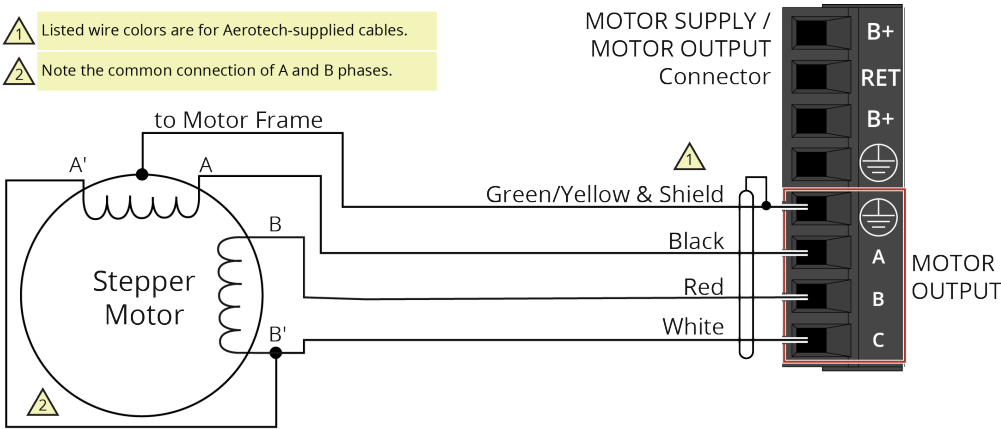 1 Listed wire colors are for Aerotech-supplied cables.
2 Note the common connection of A and B phases.
MOTOR SUPPLY /
MOTOR OUTPUT
Connector
B+
RET
B+
to Motor Frame
A'
A
1
Green/Yellow & Shield
B
Black
A
MOTOR
OUTPUT
Stepper
Motor
Red
B
B'
White
C
2